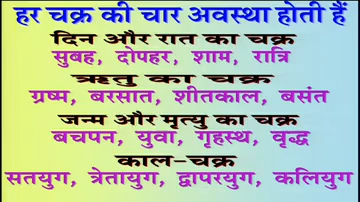 हर चक्र की चार अवस्था होती हैं
दिन और रात का चक्र
सुबह, दोपहर, शाम, रात्रि
ऋतु का चक्र
ग्रष्म, बरसात, शीतकाल, बसंत
जन्म और मृत्यु का चक्र
बचपन, युवा, गृहस्थ, वृद्ध
काल-चक्र
सतयुग, त्रेतायुग, द्वापरयुग, कलियुग